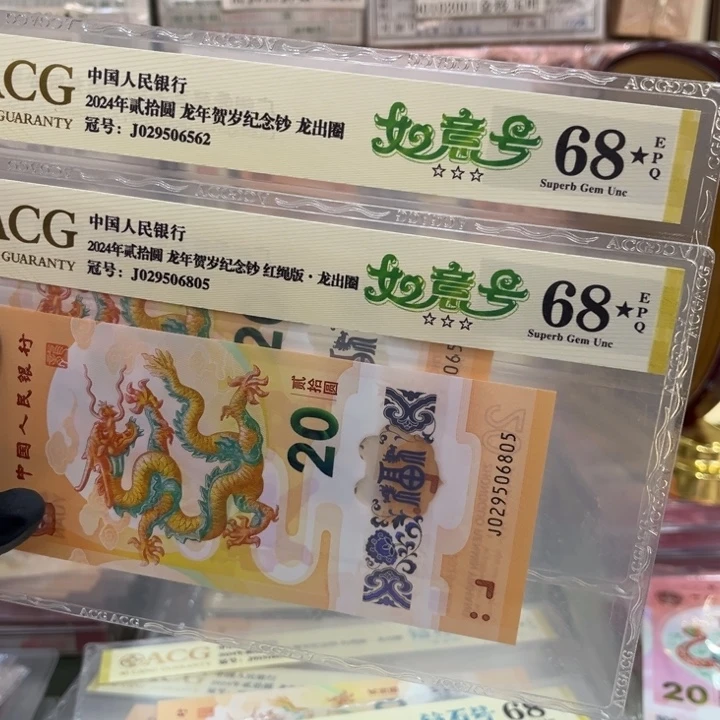 ACG
GUARANTY
中国人民银行
2024年贰拾圆 龙年贺岁纪念钞 龙出圈
冠号：J029506562
如意号
☆☆☆
68★
EPQ
Superb Gem Unc
ACG
GUARANTY
中国人民银行
2024年贰拾圆 龙年贺岁纪念钞 红绳版·龙出圈
冠号：J029506805
如意号
☆☆☆
68★
EPQ
Superb Gem Unc
中国人民银行
贰拾圆
20
福
J029506805
ACG
68
20